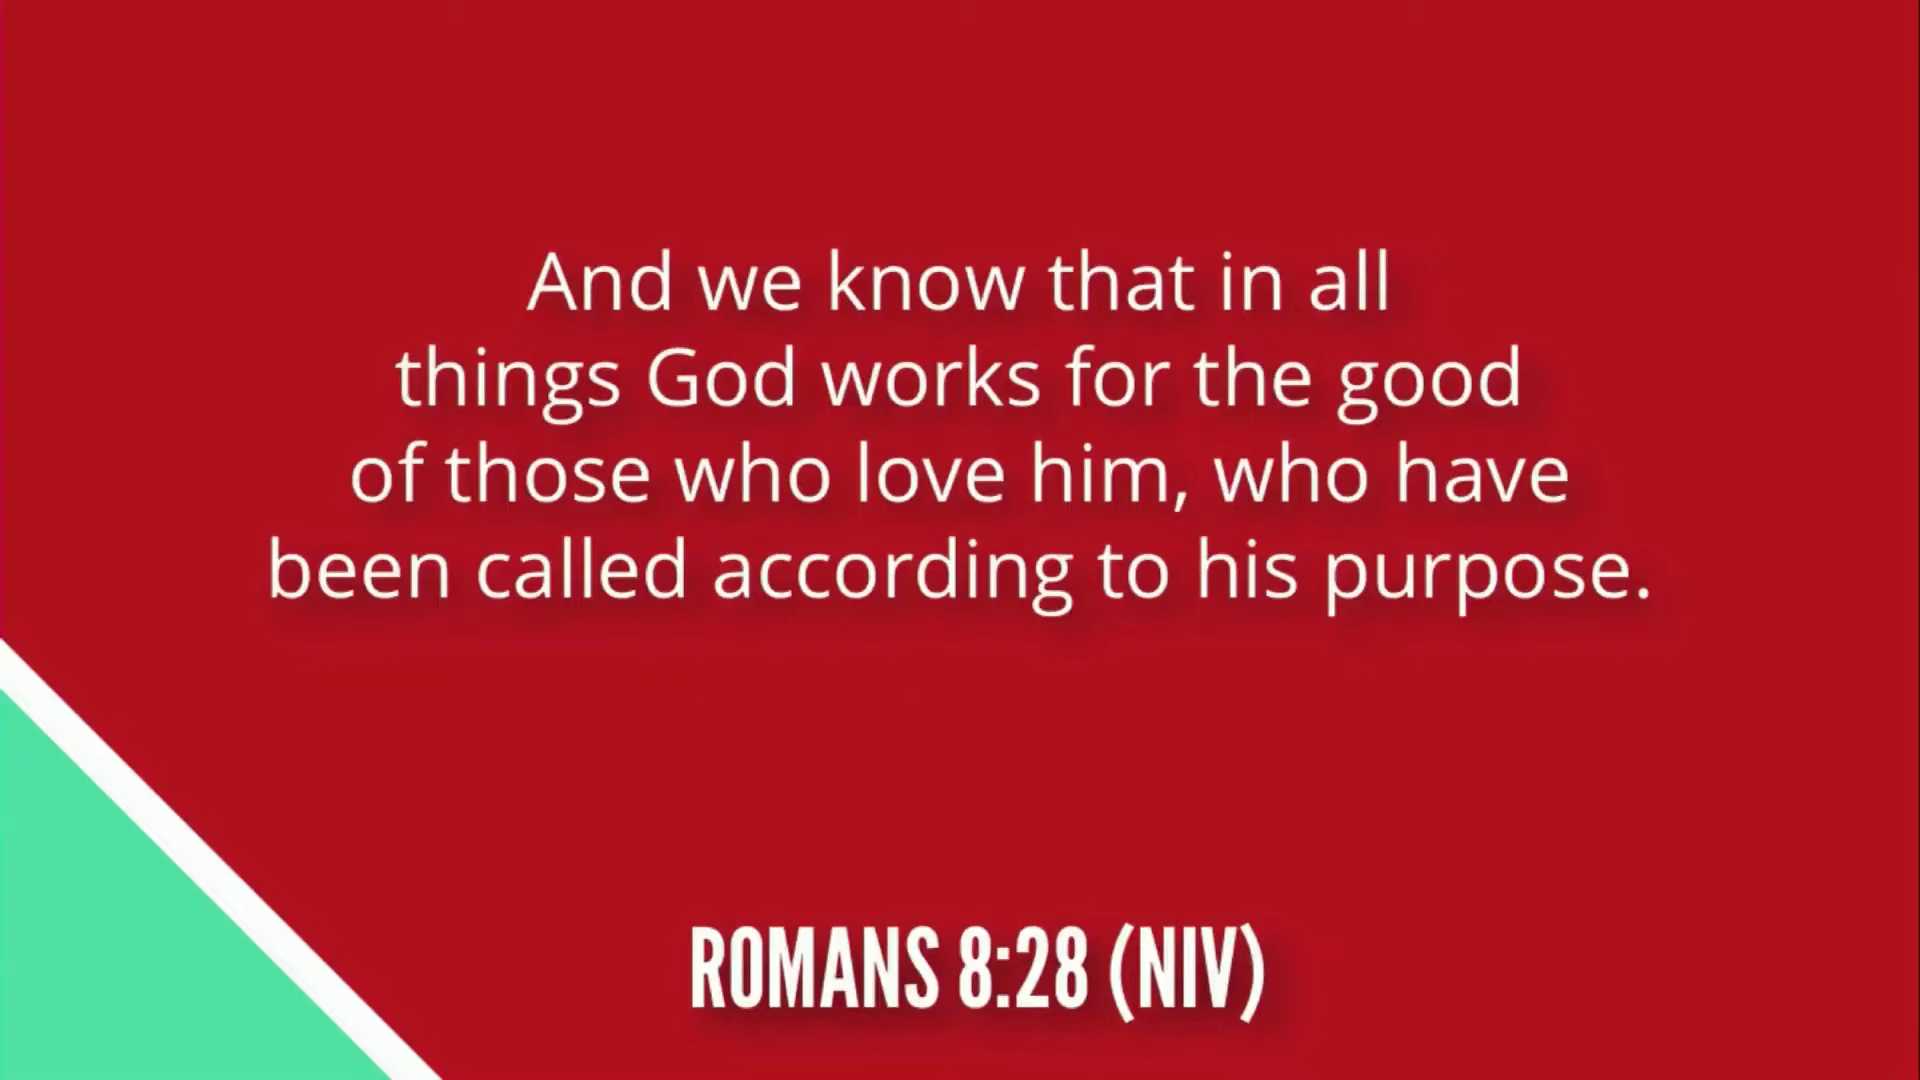 And we know that in all
things God works for the good
of those who love him, who have
been called according to his purpose.
ROMANS 8:28 (NIV)